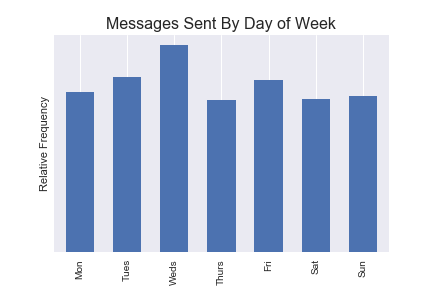 Messages Sent By Day of Week
Relative Frequency
Mon
Tues
Weds
Thurs
Fri
Sat
Sun